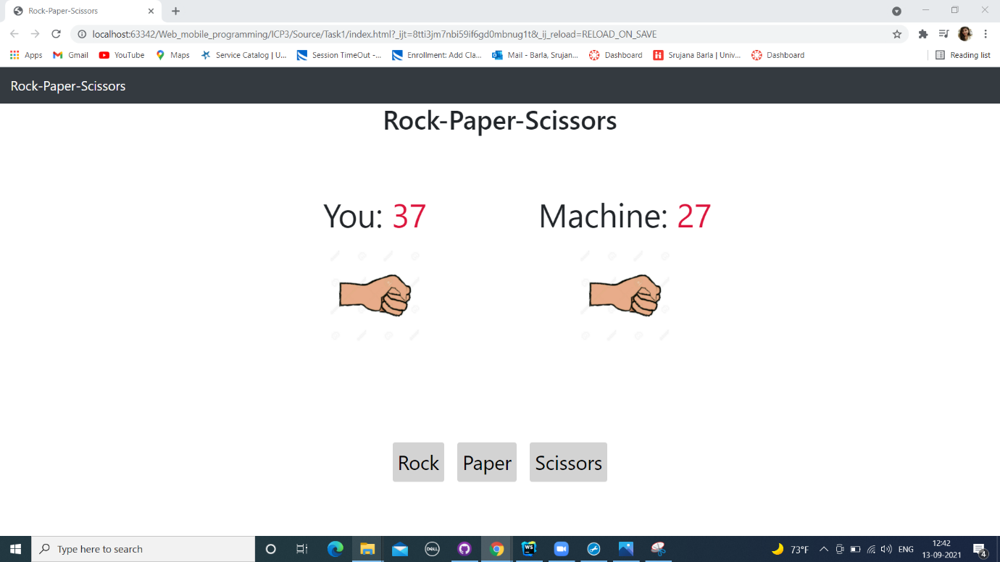 Rock-Paper-Scissors
localhost:63342/Web_mobile_programming/ICP3/Source/Task1/index.html?_ijt=8tti3jm7nbi59if6gd0mbnug1t&_ij_reload=RELOAD_ON_SAVE
Apps Gmail YouTube Maps Service Catalog | U... Session TimeOut -... Enrollment: Add Cla... Mail - Barla, Srujan... Dashboard Srujana Barla | Univ... Dashboard Reading list
Rock-Paper-Scissors
Rock-Paper-Scissors
You: 37 Machine: 27
Rock Paper Scissors
Type here to search DELL WS 73°F ENG 12:42
13-09-2021 4